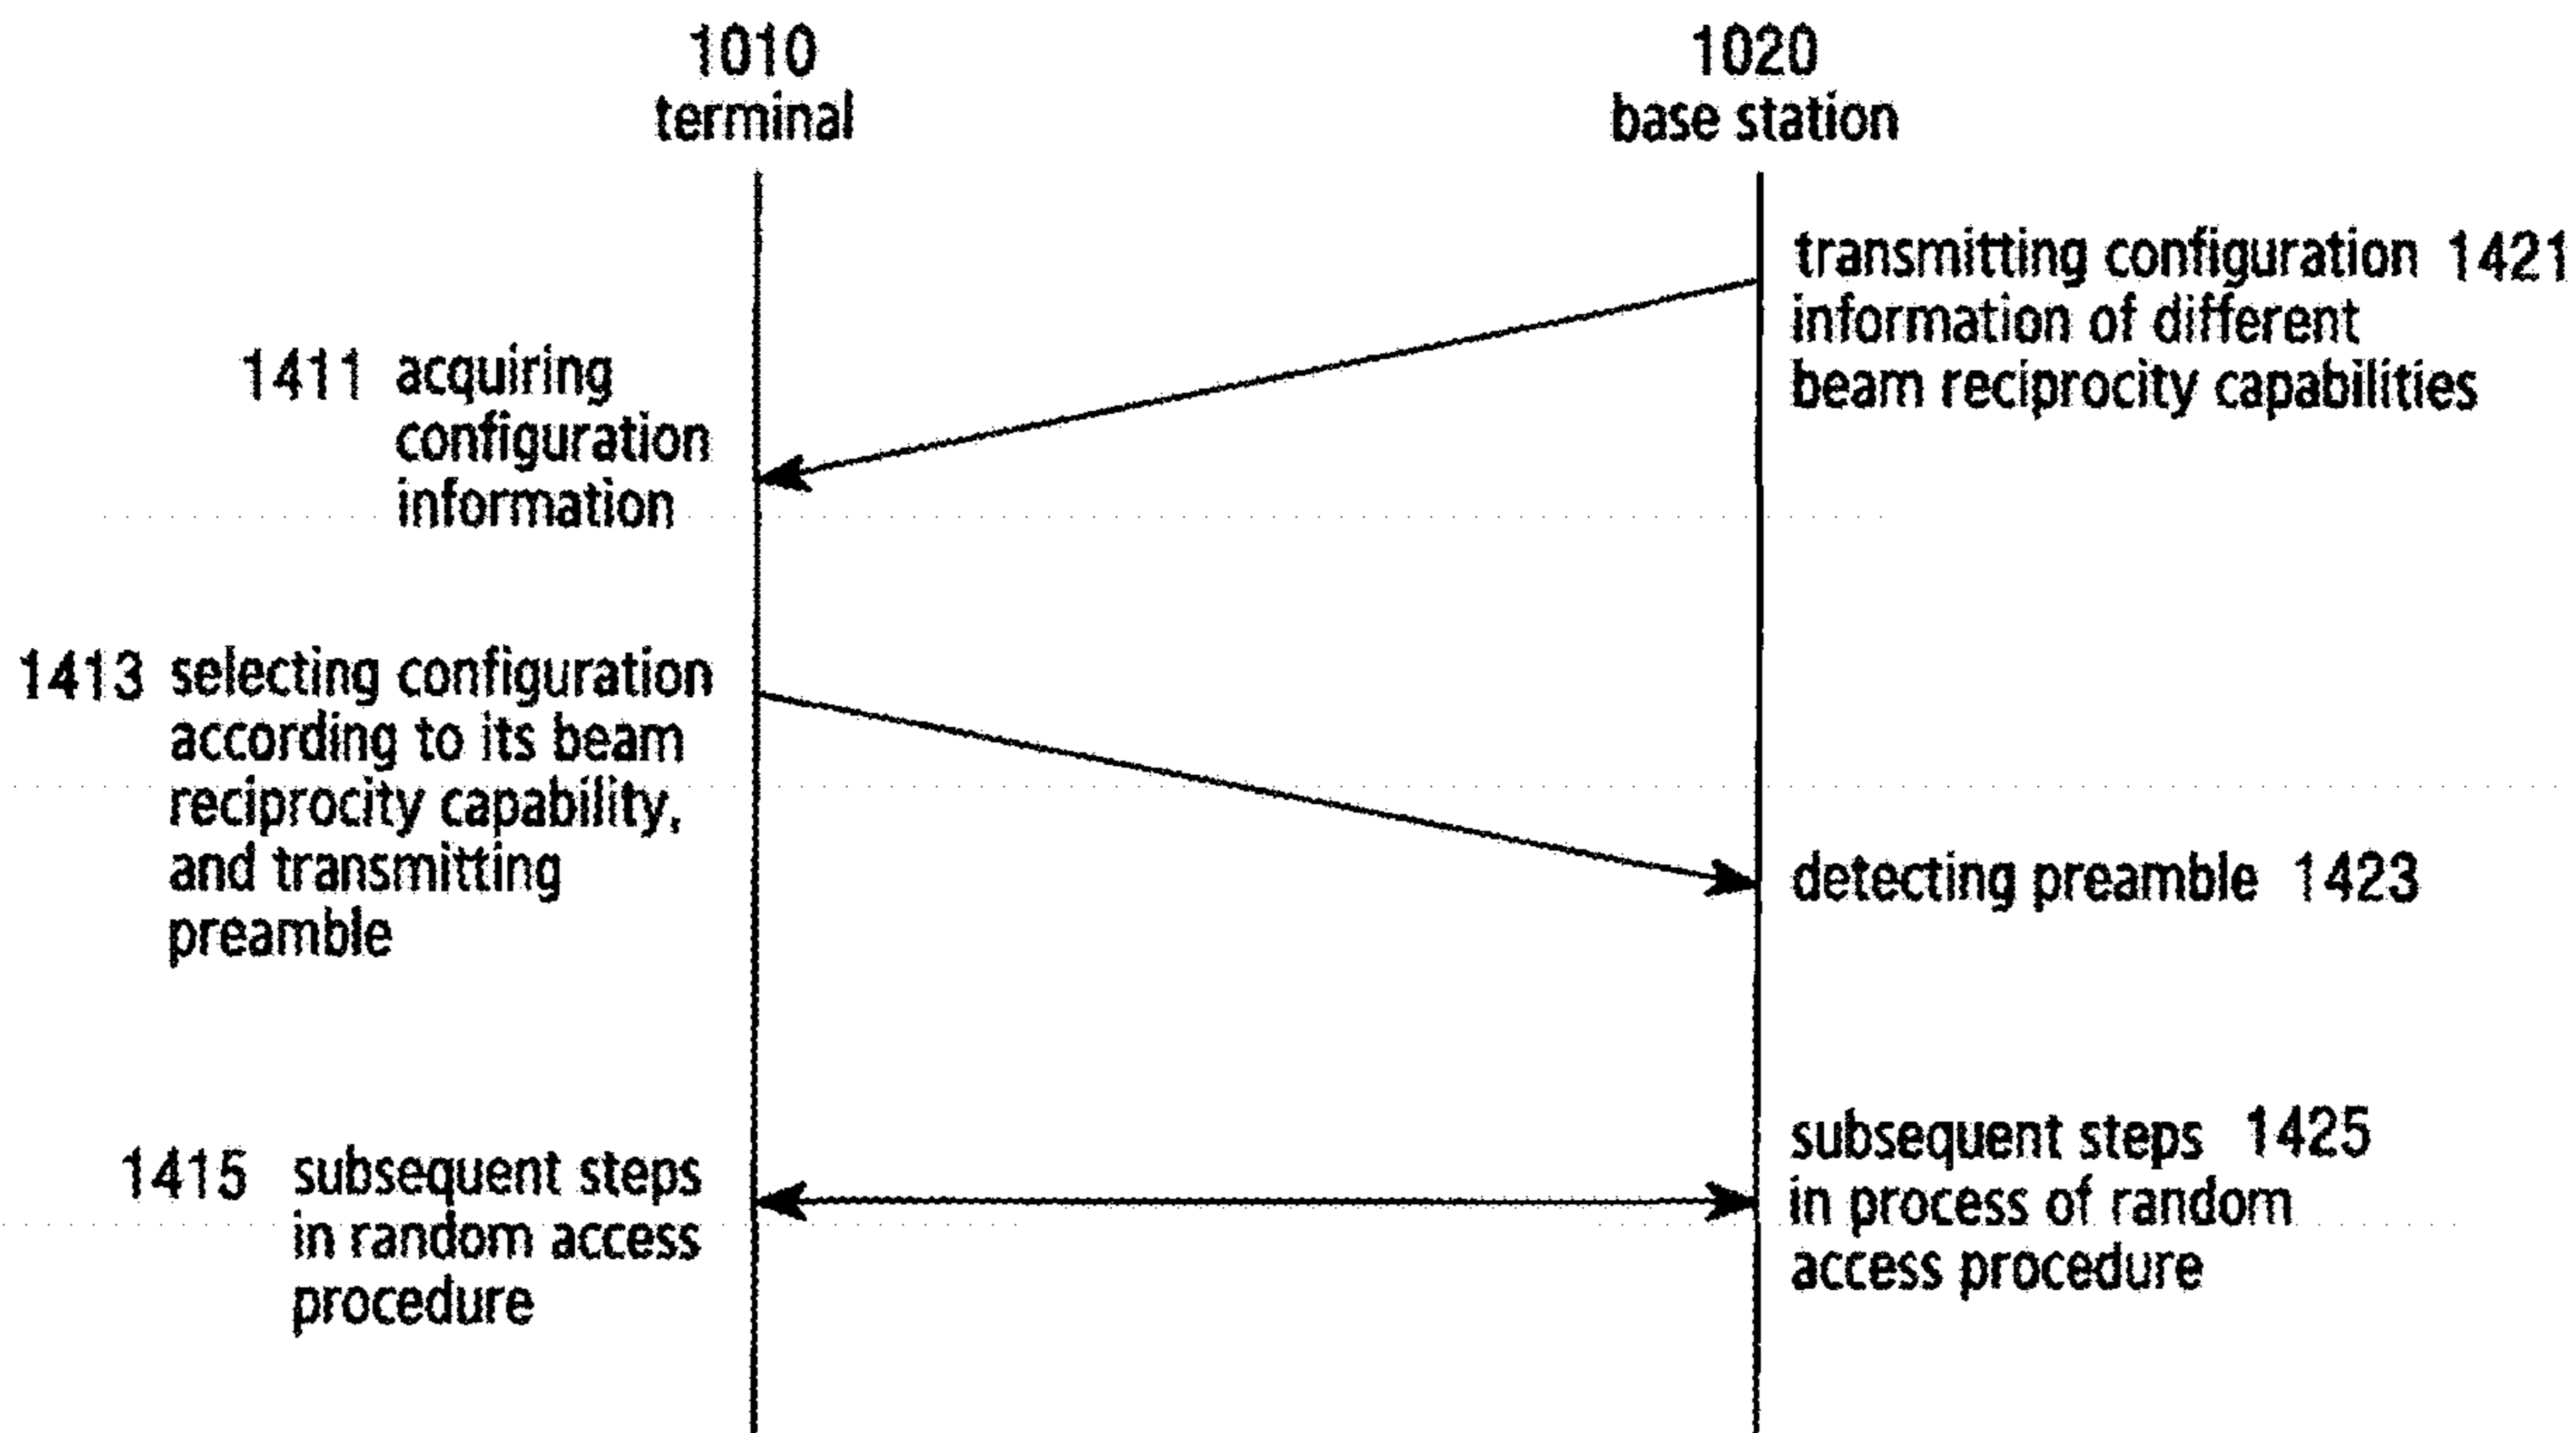 1010
terminal
1020
base station
transmitting configuration 1421
information of different
beam reciprocity capabilities
1411 acquiring
configuration
information
1413 selecting configuration
according to its beam
reciprocity capability,
and transmitting
preamble
detecting preamble 1423
1415 subsequent steps
in random access
procedure
subsequent steps 1425
in process of random
access procedure